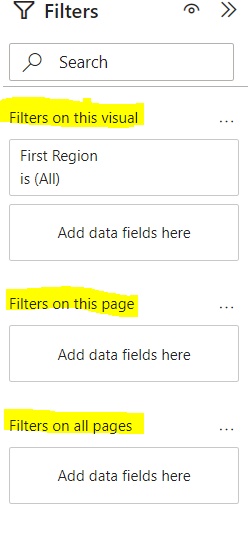 Filters
Search
Filters on this visual ...
First Region
is (All)
Add data fields here
Filters on this page ...
Add data fields here
Filters on all pages ...
Add data fields here